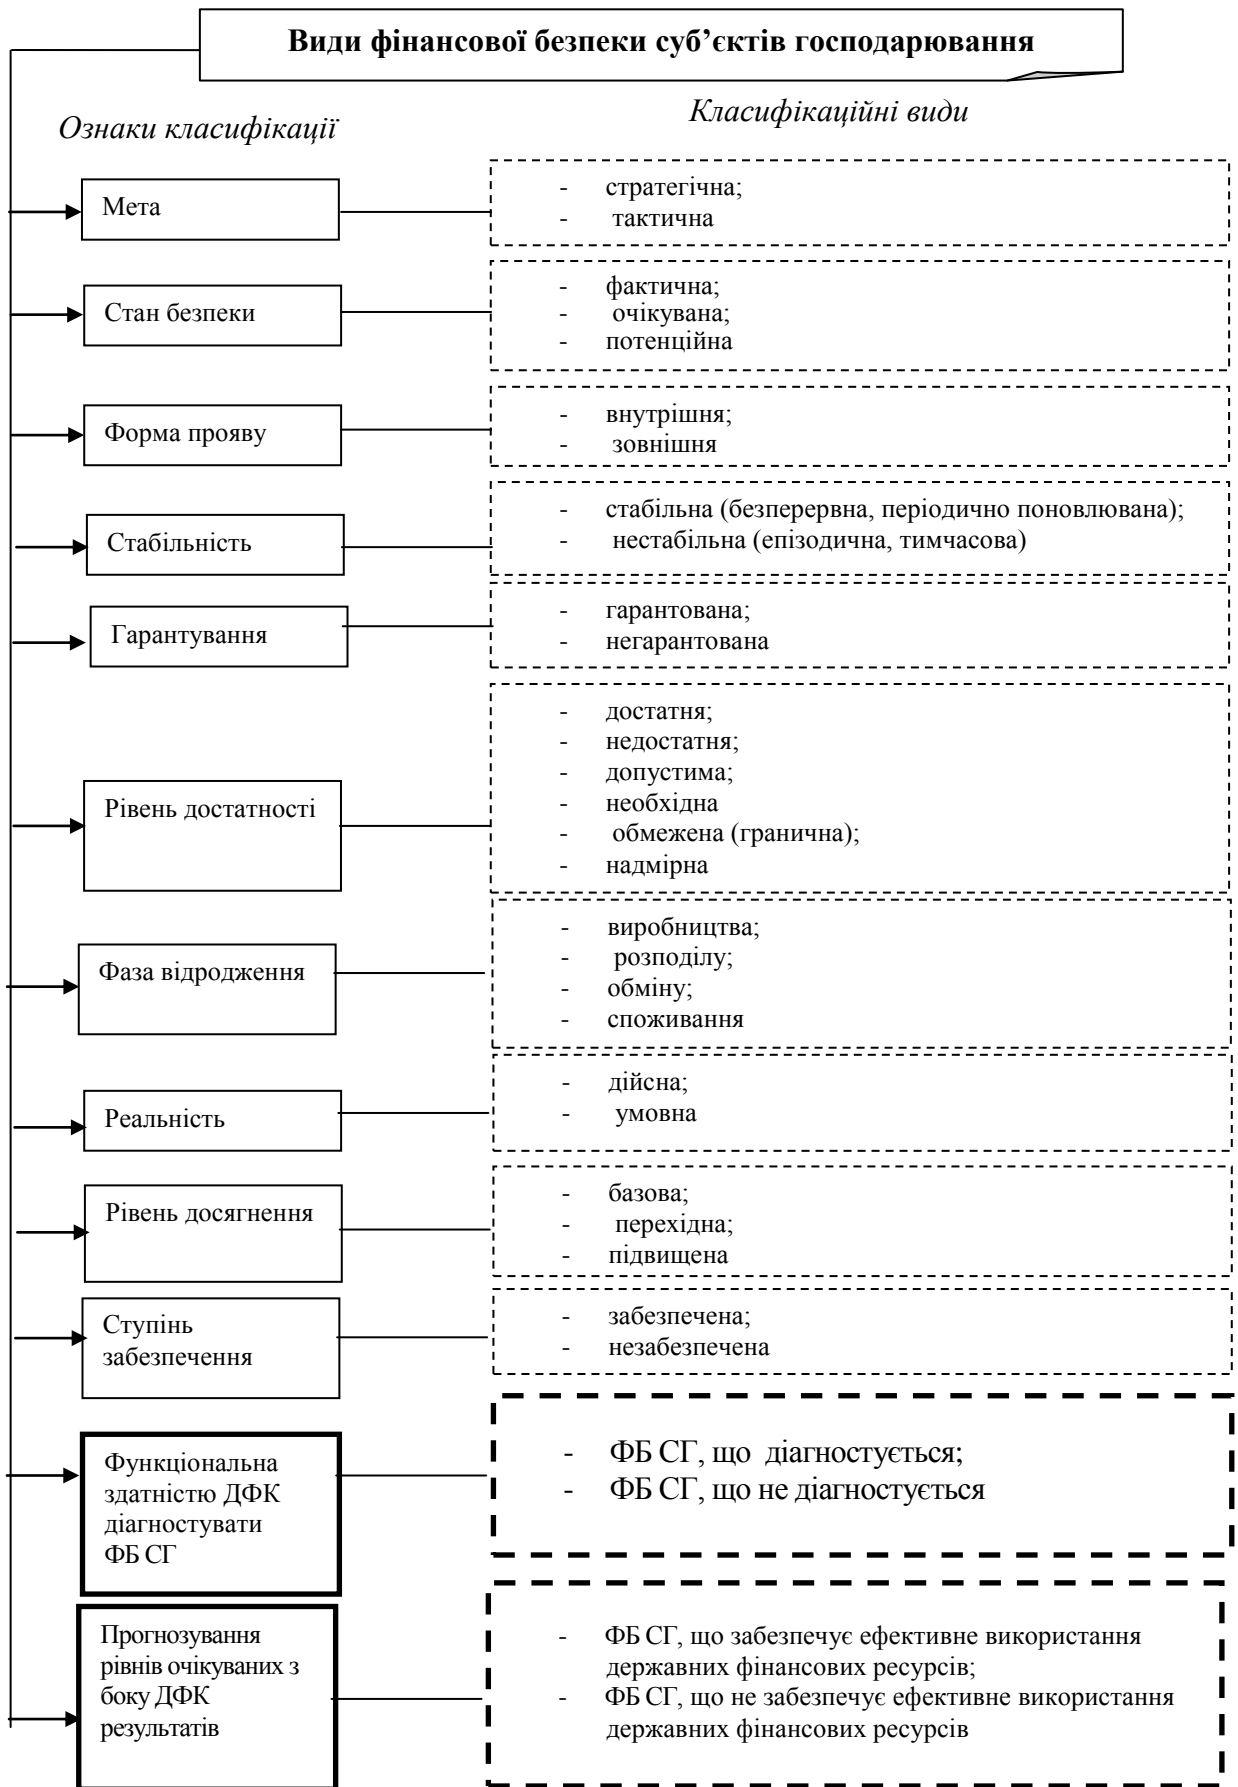 Види фінансової безпеки суб’єктів господарювання
Ознаки класифікації
Класифікаційні види
Мета
- стратегічна;
- тактична
Стан безпеки
- фактична;
- очікувана;
- потенційна
Форма прояву
- внутрішня;
- зовнішня
Стабільність
- стабільна (безперервна, періодично поновлювана);
- нестабільна (епізодична, тимчасова)
Гарантування
- гарантована;
- негарантована
Рівень достатності
- достатня;
- недостатня;
- допустима;
- необхідна
- обмежена (гранична);
- надмірна
Фаза відродження
- виробництва;
- розподілу;
- обміну;
- споживання
Реальність
- дійсна;
- умовна
Рівень досягнення
- базова;
- перехідна;
- підвищена
Ступінь
забезпечення
- забезпечена;
- незабезпечена
Функціональна
здатністю ДФК
діагностувати
ФБ СГ
- ФБ СГ, що діагностується;
- ФБ СГ, що не діагностується
Прогнозування
рівнів очікуваних з
боку ДФК
результатів
- ФБ СГ, що забезпечує ефективне використання
державних фінансових ресурсів;
- ФБ СГ, що не забезпечує ефективне використання
державних фінансових ресурсів